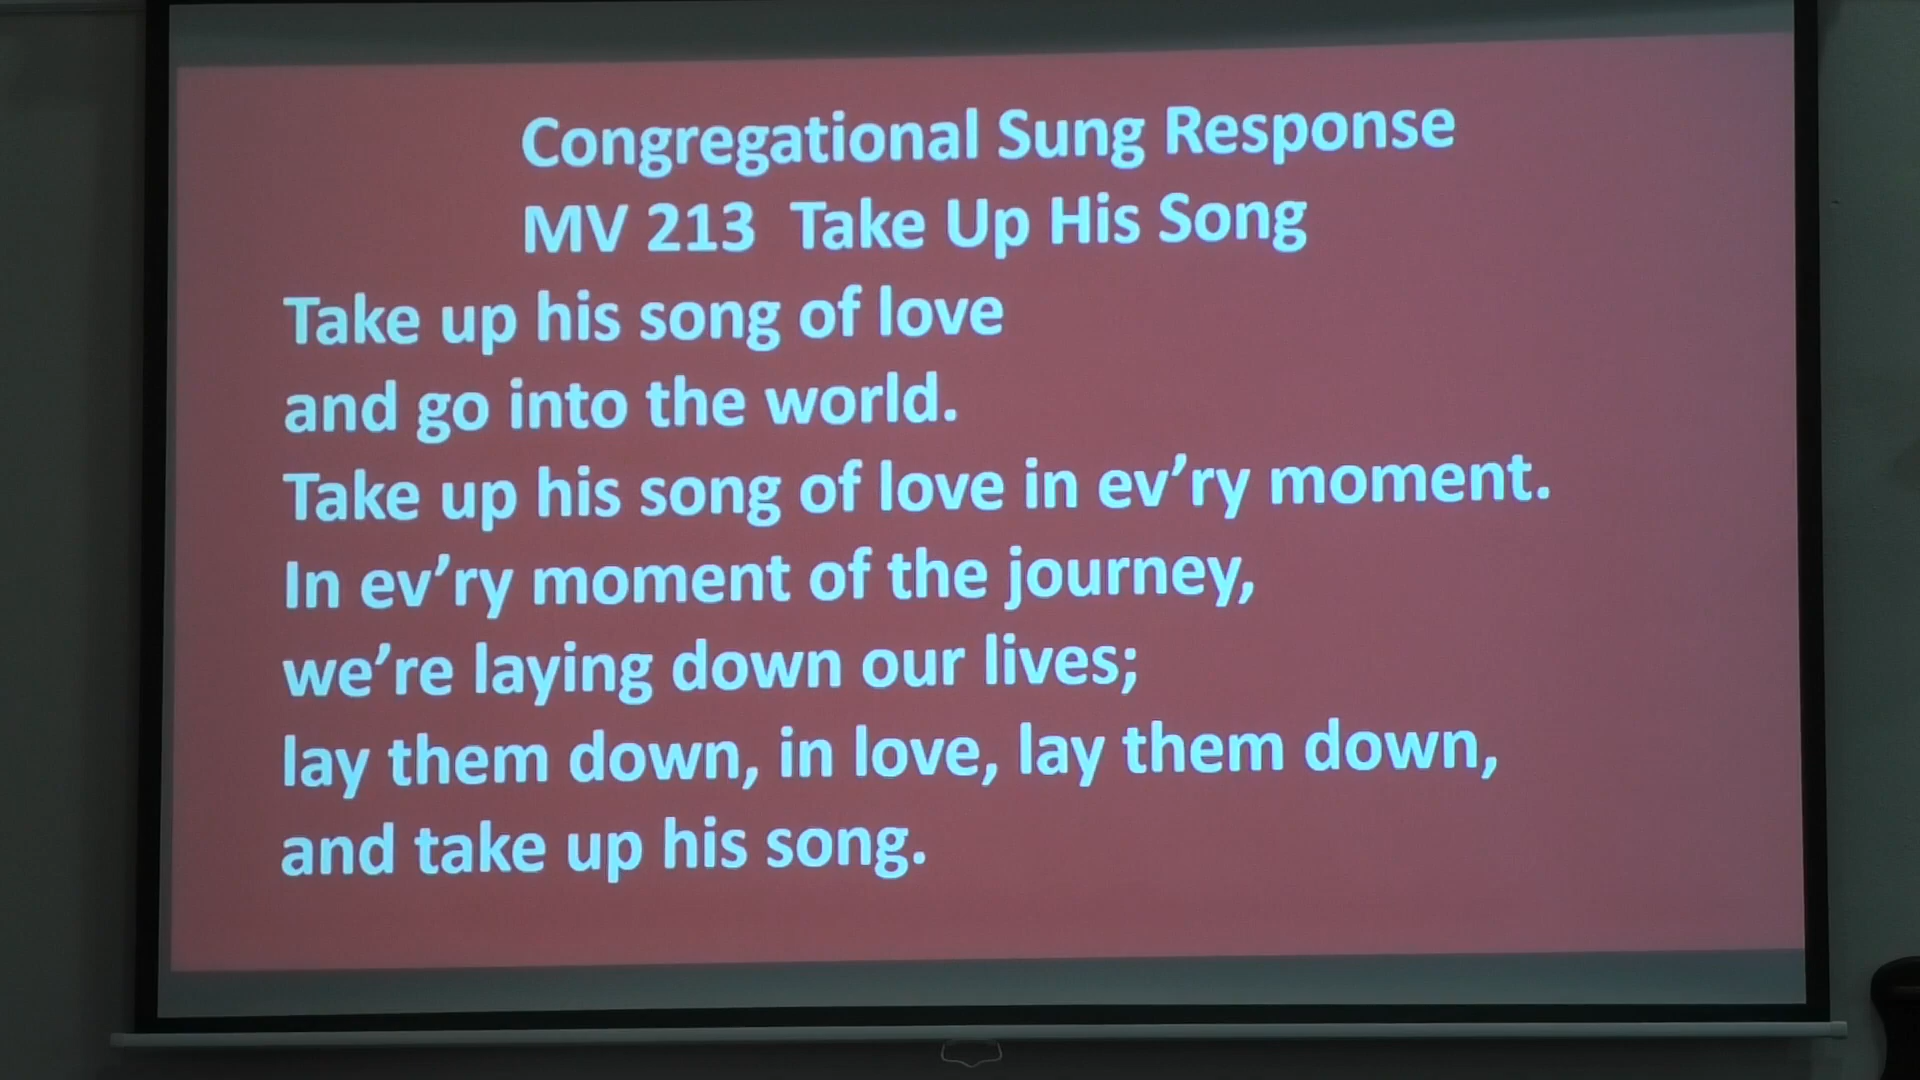 Congregational Sung Response
MV 213 Take Up His Song
Take up his song of love
and go into the world.
Take up his song of love in ev’ry moment.
In ev’ry moment of the journey,
we’re laying down our lives;
lay them down, in love, lay them down,
and take up his song.